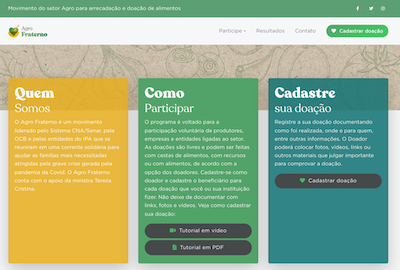 Movimento do setor Agro para arrecadação e doação de alimentos
Agro
Fraterno
Participe
Resultados
Contato
Cadastrar doação
Quem
Somos
O Agro Fraterno é um movimento
liderado pelo Sistema CNA/Senar, pela
OCB e pelas entidades do IPA que se
reuniram em uma corrente solidária para
ajudar as famílias mais necessitadas
atingidas pela grave crise gerada pela
pandemia da Covid. O Agro Fraterno
conta com o apoio da ministra Tereza
Cristina.
Como
Participar
O programa é voltado para a
participação voluntária de produtores,
empresas e entidades ligadas ao setor.
As doações são livres e podem ser feitas
com cestas de alimentos, com recursos
ou com alimentos, de acordo com a
opção dos doadores. Cadastre-se como
doador e cadastre o beneficiário para
cada doação que você ou sua instituição
fizer. Não deixe de documentar com
links, fotos e vídeos. Veja como cadastrar
sua doação:
Tutorial em vídeo
Tutorial em PDF
Cadastre
sua doação
Registre a sua doação documentando
como foi realizada, onde e para quem,
entre outras informações. O Doador
poderá colocar fotos, vídeos, links ou
outros materiais que julgar importante
para comprovar a doação.
Cadastrar doação